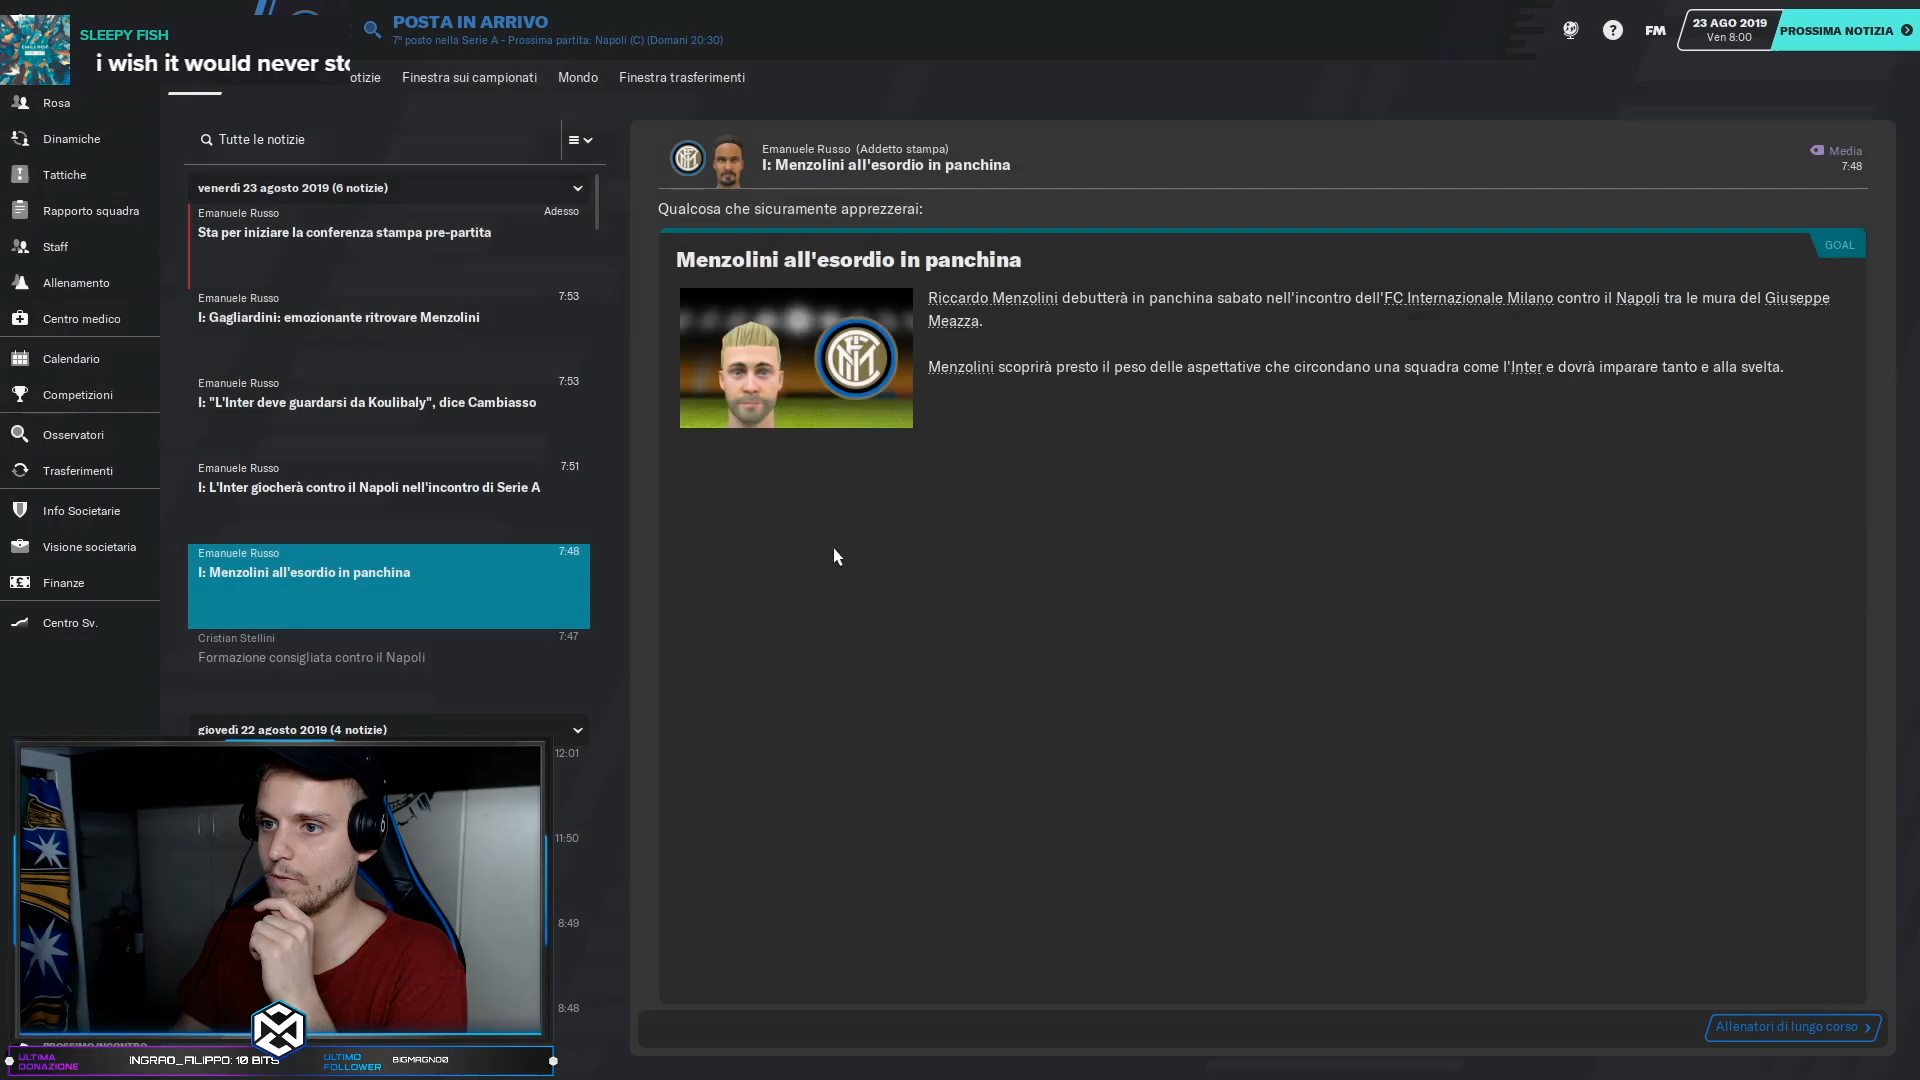 SLEEPY FISH
i wish it would never sto
POSTA IN ARRIVO
7° posto nella Serie A - Prossima partita: Napoli (C) (Domani 20:30)
FM
23 AGO 2019
Ven 8:00
PROSSIMA NOTIZIA
otizie
Finestra sui campionati
Mondo
Finestra trasferimenti
Rosa
Dinamiche
Tattiche
Rapporto squadra
Staff
Allenamento
Centro medico
Calendario
Competizioni
Osservatori
Trasferimenti
Info Societarie
Visione societaria
Finanze
Centro Sv.
Tutte le notizie
venerdì 23 agosto 2019 (6 notizie)
Emanuele Russo
Adesso
Sta per iniziare la conferenza stampa pre-partita
Emanuele Russo
7:53
I: Gagliardini: emozionante ritrovare Menzolini
Emanuele Russo
7:53
I: "L'Inter deve guardarsi da Koulibaly", dice Cambiasso
Emanuele Russo
7:51
I: L'Inter giocherà contro il Napoli nell'incontro di Serie A
Emanuele Russo
7:48
I: Menzolini all'esordio in panchina
Cristian Stellini
7:47
Formazione consigliata contro il Napoli
giovedì 22 agosto 2019 (4 notizie)
12:01
11:50
8:49
8:48
Emanuele Russo (Addetto stampa)
I: Menzolini all'esordio in panchina
Media
7:48
Qualcosa che sicuramente apprezzerai:
GOAL
Menzolini all'esordio in panchina
Riccardo Menzolini debutterà in panchina sabato nell'incontro dell'FC Internazionale Milano contro il Napoli tra le mura del Giuseppe
Meazza.
Menzolini scoprirà presto il peso delle aspettative che circondano una squadra come l'Inter e dovrà imparare tanto e alla svelta.
Allenatori di lungo corso
PROSSIMO INCONTRO
ULTIMA
DONAZIONE
INGRAO_FILIPPO: 10 BITS
ULTIMO
FOLLOWER
BIGMAGNO0